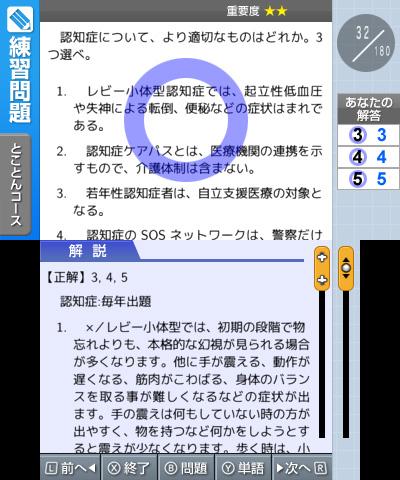 重要度 ★★
練習問題
とことんコース
認知症について、より適切なものはどれか。3
つ選べ。
1. レビー小体型認知症では、起立性低血圧
や失神による転倒、便秘などの症状はまれで
ある。
2. 認知症ケアパスとは、医療機関の連携を示
すもので、介護体制は含まない。
3. 若年性認知症者は、自立支援医療の対象と
なる。
4. 認知症の SOS ネットワークは、警察だけ
32/180
あなたの
解答
3 3
4 4
5 5
解説
【正解】3, 4, 5
認知症:毎年出題
1. ×／レビー小体型では、初期の段階で物
忘れよりも、本格的な幻視が見られる場合
が多くなります。他に手が震える、動作が
遅くなる、筋肉がこわばる、身体のバラン
スを取る事が難しくなるなどの症状が出
ます。手の震えは何もしていない時の方が
出やすく、物を持つなど何かをしようとす
ると震えが少なくなります。歩く時は、小
L 前へ◀
X 終了
B 問題
Y 単語
▶次へ R